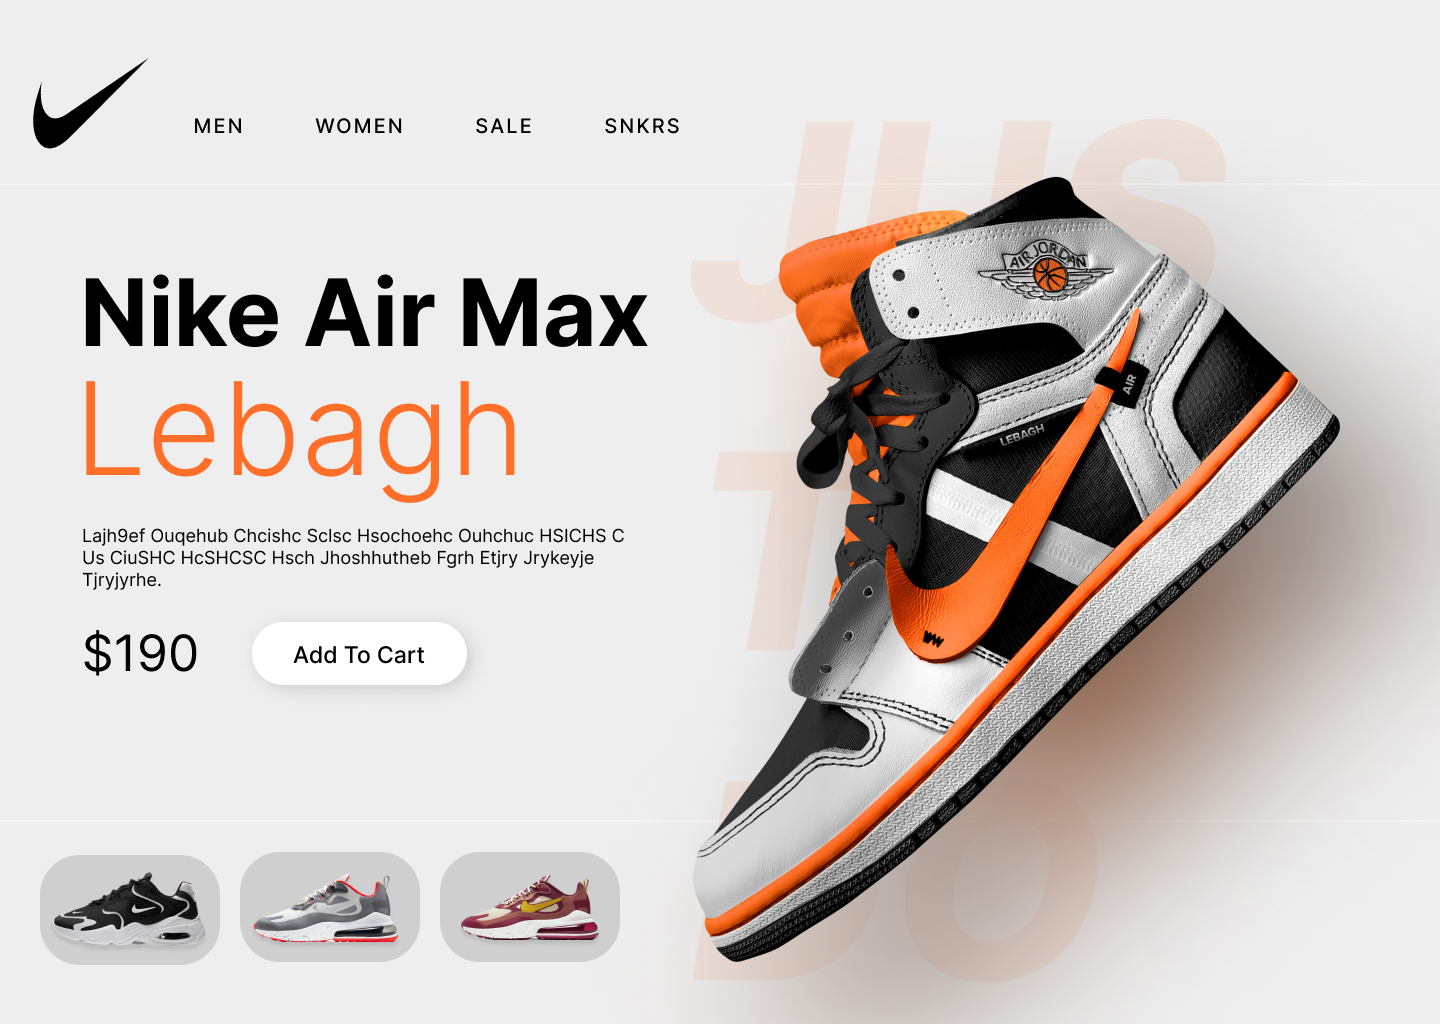 MEN WOMEN SALE SNKRS
JUS
T
DO
Nike Air Max
Lebagh
Lajh9ef Ouqehub Chcishc Sclsc Hsochoehc Ouhchuc HSICHS C
Us CiuSHC HcSHCSC Hsch Jhoshhutheb Fgrh Etjry Jrykeyje
Tjryjyrhe.
$190 Add To Cart
AIR JORDAN
AIR
LEBAGH